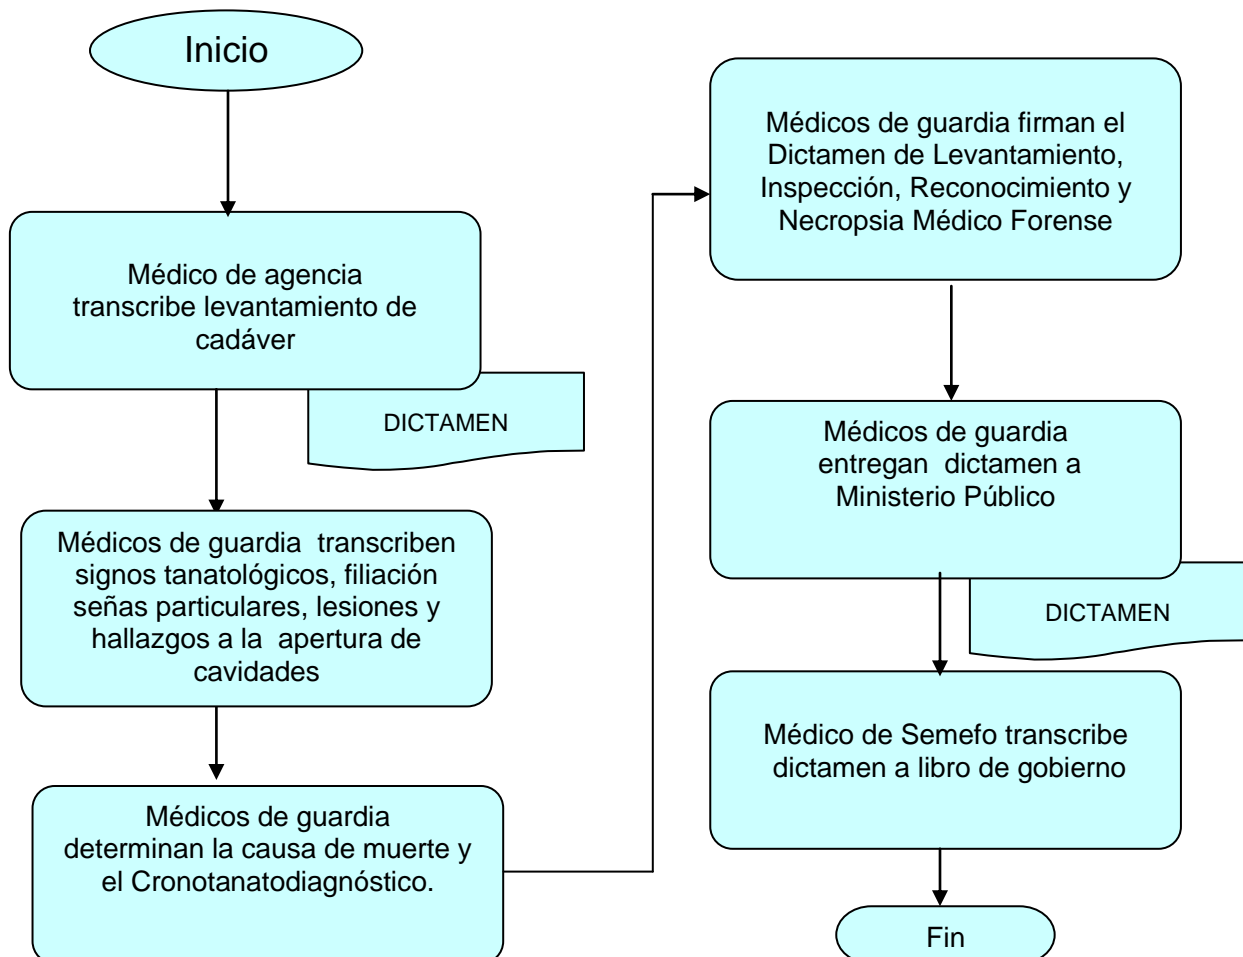 Inicio
Médico de agencia
transcribe levantamiento de
cadáver
DICTAMEN
Médicos de guardia  transcriben
signos tanatológicos, filiación
señas particulares, lesiones y
hallazgos a la  apertura de
cavidades
Médicos de guardia
determinan la causa de muerte y
el Cronotanatodiagnóstico.
Médicos de guardia firman el
Dictamen de Levantamiento,
Inspección, Reconocimiento y
Necropsia Médico Forense
Médicos de guardia
entregan  dictamen a
Ministerio Público
DICTAMEN
Médico de Semefo transcribe
dictamen a libro de gobierno
Fin